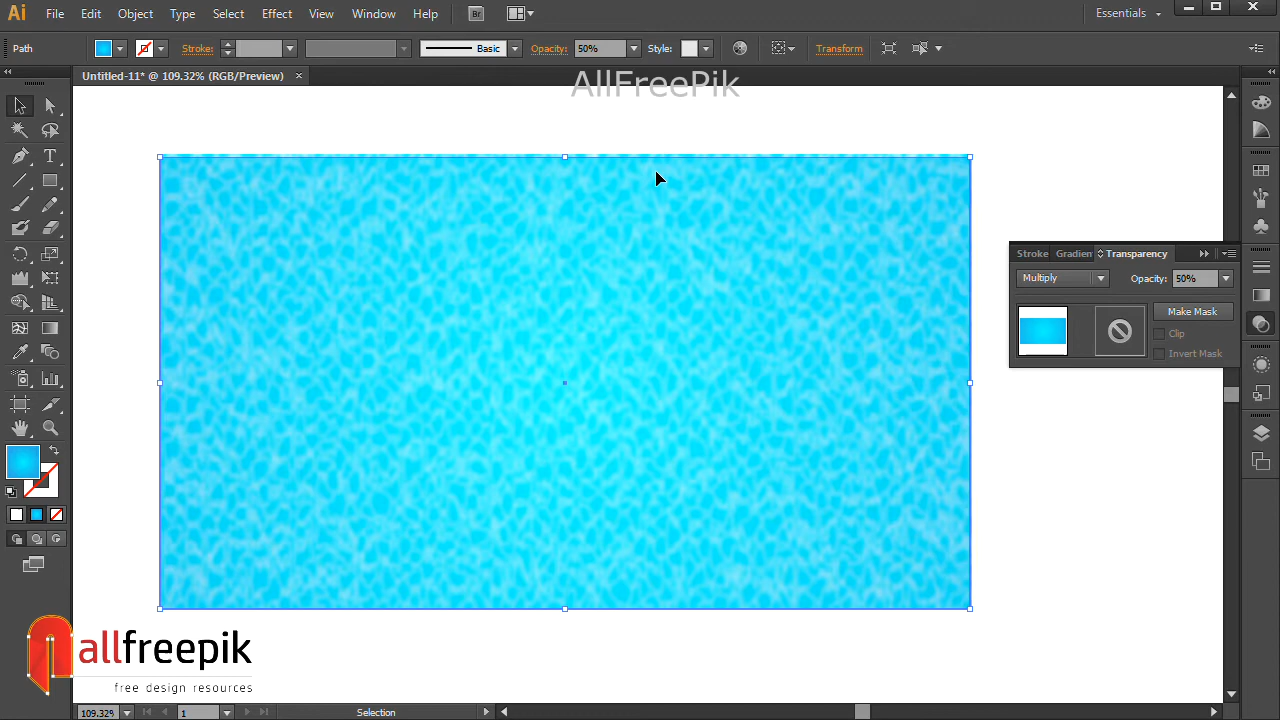 Ai File Edit Object Type Select Effect View Window Help Br Essentials
Path Stroke: Basic Opacity: 50% Style: Transform
Untitled-11* @ 109.32% (RGB/Preview) ×
AllFreePik
Stroke Gradien Transparency
Multiply Opacity: 50%
Make Mask
Clip
Invert Mask
allfreepik
free design resources
109.32% 1 Selection